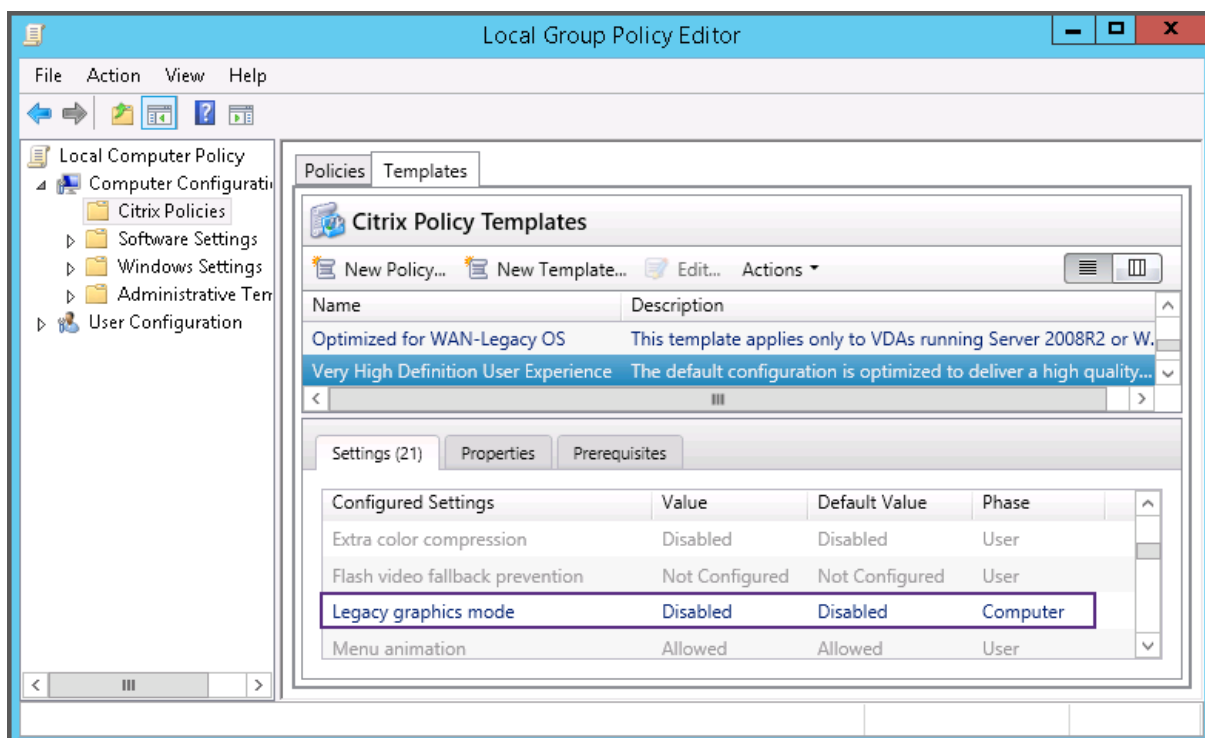 Local Group Policy Editor
File Action View Help
Local Computer Policy
Computer Configurati
Citrix Policies
Software Settings
Windows Settings
Administrative Tem
User Configuration
Policies Templates
Citrix Policy Templates
New Policy... New Template... Edit... Actions
Name Description
Optimized for WAN-Legacy OS This template applies only to VDAs running Server 2008R2 or W.
Very High Definition User Experience The default configuration is optimized to deliver a high quality...
Settings (21) Properties Prerequisites
Configured Settings Value Default Value Phase
Extra color compression Disabled Disabled User
Flash video fallback prevention Not Configured Not Configured User
Legacy graphics mode Disabled Disabled Computer
Menu animation Allowed Allowed User